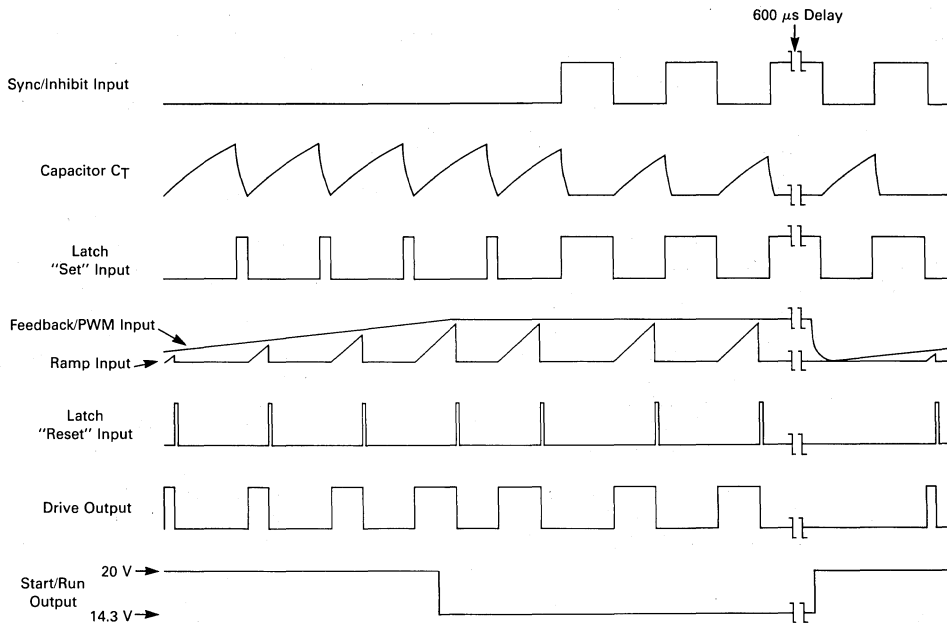 600 μs Delay
Sync/Inhibit Input
Capacitor CT
Latch
"Set" Input
Feedback/PWM Input
Ramp Input
Latch
"Reset" Input
Drive Output
20 V
Start/Run
Output
14.3 V